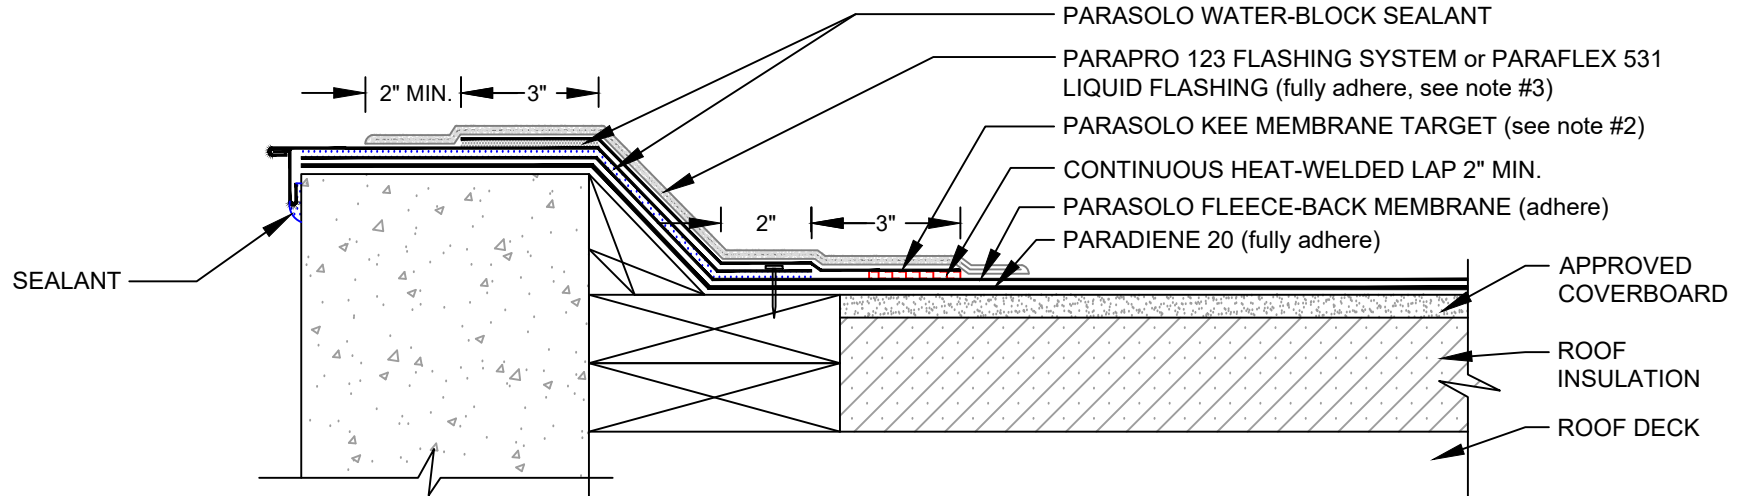 PARASOLO WATER-BLOCK SEALANT
PARAPRO 123 FLASHING SYSTEM or PARAFLEX 531
LIQUID FLASHING (fully adhere, see note #3)
2" MIN.
3"
PARASOLO KEE MEMBRANE TARGET (see note #2)
CONTINUOUS HEAT-WELDED LAP 2" MIN.
PARASOLO FLEECE-BACK MEMBRANE (adhere)
2"
3"
PARADIENE 20 (fully adhere)
SEALANT
APPROVED
COVERBOARD
ROOF
INSULATION
ROOF DECK